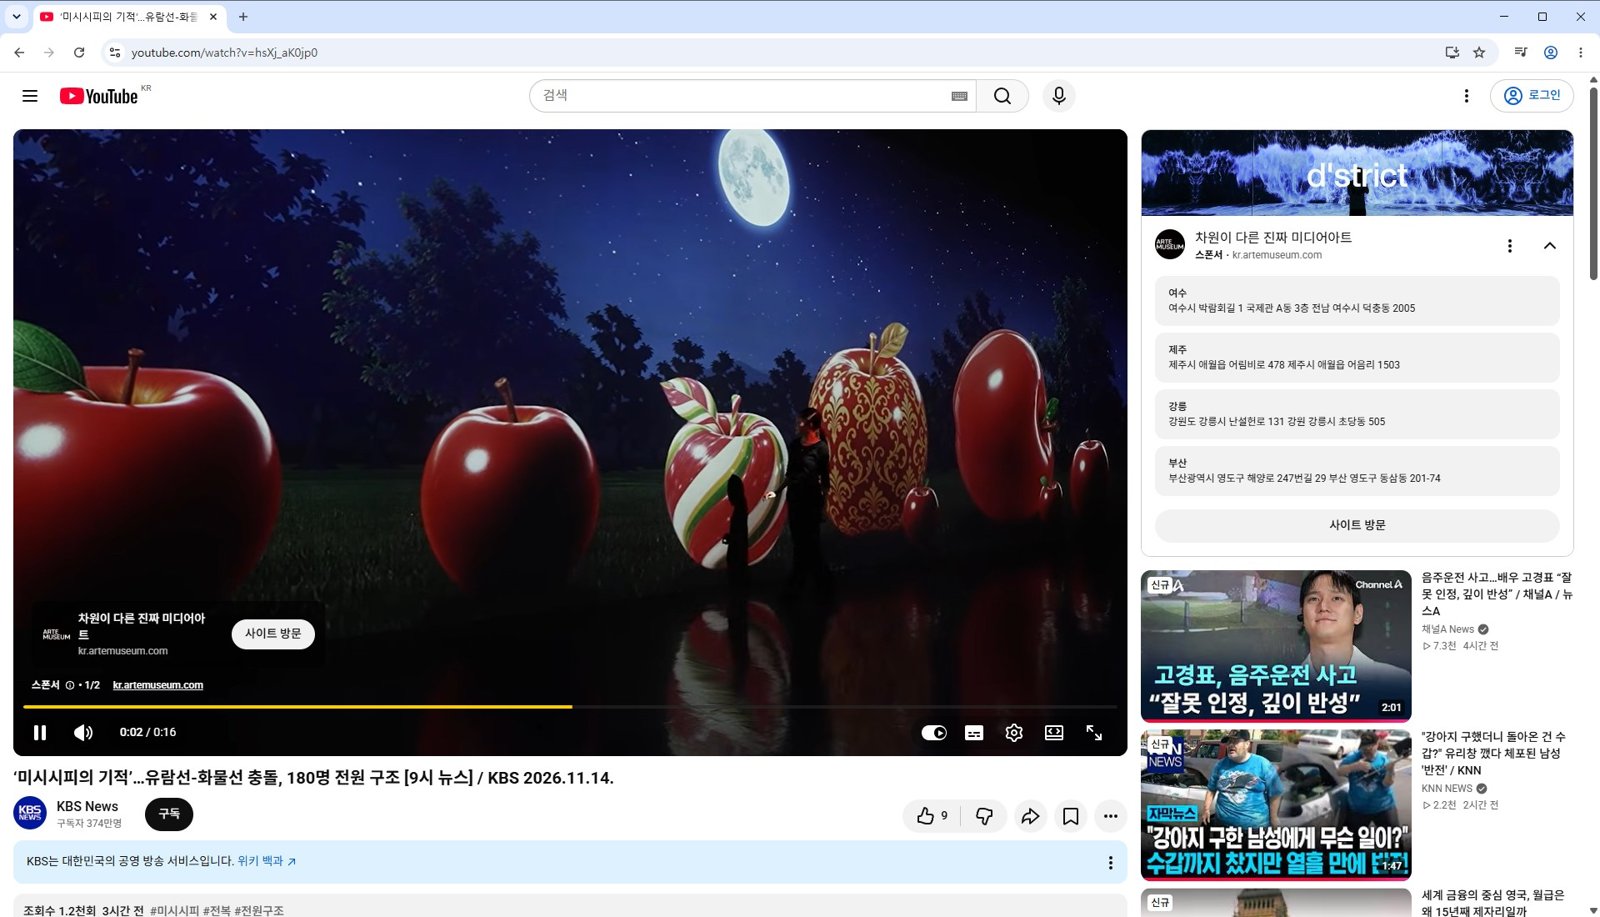 ‘미시시피의 기적’…유람선-화물
youtube.com/watch?v=hsXj_aK0jp0
YouTube KR
검색
로그인
차원이 다른 진짜 미디어아
트
kr.artemuseum.com
ARTE MUSEUM
사이트 방문
스폰서 • 1/2 kr.artemuseum.com
0:02 / 0:16
‘미시시피의 기적’…유람선-화물선 충돌, 180명 전원 구조 [9시 뉴스] / KBS 2026.11.14.
KBS NEWS
KBS News
구독자 374만명
구독
9
KBS는 대한민국의 공영 방송 서비스입니다. 위키 백과
조회수 1.2천회 3시간 전 #미시시피 #전복 #전원구조
d'strict
ARTE MUSEUM
차원이 다른 진짜 미디어아트
스폰서 · kr.artemuseum.com
여수
여수시 박람회길 1 국제관 A동 3층 전남 여수시 덕충동 2005
제주
제주시 애월읍 어림비로 478 제주시 애월읍 어음리 1503
강릉
강원도 강릉시 난설헌로 131 강원 강릉시 초당동 505
부산
부산광역시 영도구 해양로 247번길 29 부산 영도구 동삼동 201-74
사이트 방문
신규
Channel A
고경표, 음주운전 사고
“잘못 인정, 깊이 반성”
2:01
음주운전 사고…배우 고경표 “잘
못 인정, 깊이 반성” / 채널A / 뉴
스A
채널A News
7.3천 4시간 전
신규
KNN NEWS
자막뉴스
"강아지 구한 남성에게 무슨 일이?"
수갑까지 찼지만 열흘 만에 반전!
1:47
"강아지 구했더니 돌아온 건 수
갑?" 유리창 깼다 체포된 남성
'반전' / KNN
KNN NEWS
2.2천 2시간 전
신규
세계 금융의 중심 영국, 월급은
왜 15년째 제자리일까